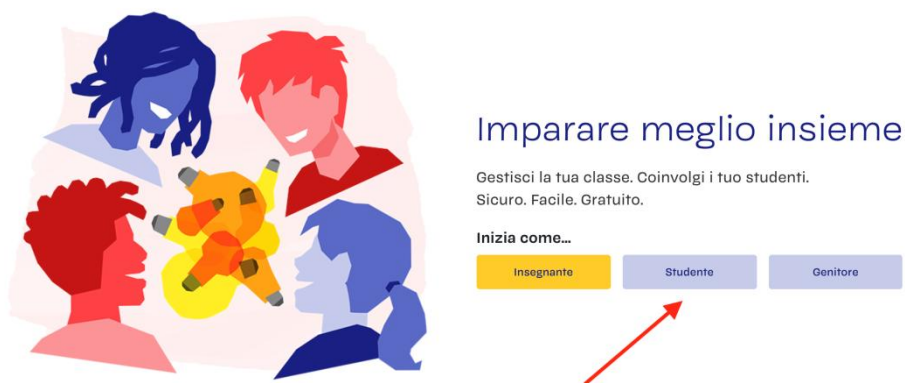 Imparare meglio insieme
Gestisci la tua classe. Coinvolgi i tuo studenti.
Sicuro. Facile. Gratuito.
Inizia come...
Insegnante Studente Genitore